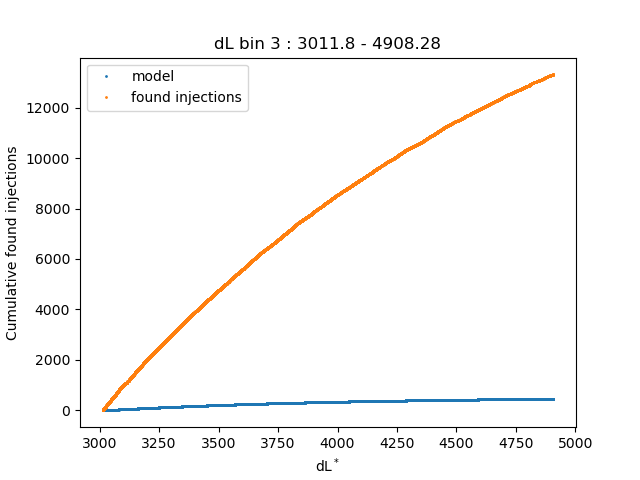 dL bin 3 : 3011.8 - 4908.28
model
found injections
Cumulative found injections
12000
10000
8000
6000
4000
2000
0
3000 3250 3500 3750 4000 4250 4500 4750 5000
dL*